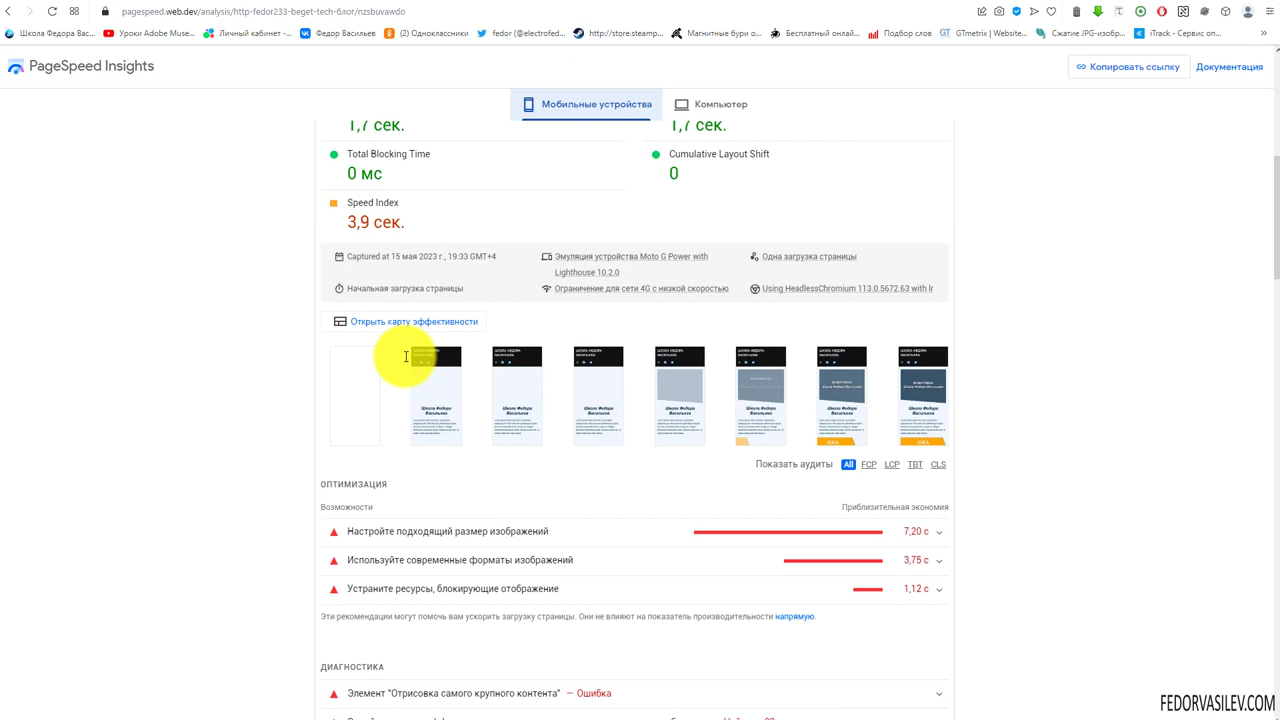 pagespeed.web.dev/analysis/http-fedor233-beget-tech-блог/nzsbuvawdo
Школа Федора Вас... Уроки Adobe Muse... Личный кабинет -... Федор Васильев (2) Одноклассники fedor (@electrofed... http://store.steamp... Магнитные бури о... Бесплатный онлай... Подбор слов GTmetrix | Website... Сжатие JPG-изобр... iTrack - Сервис оп... »
PageSpeed Insights
Копировать ссылку Документация
Мобильные устройства Компьютер
1,7 сек. 1,7 сек.
Total Blocking Time Cumulative Layout Shift
0 мс 0
Speed Index
3,9 сек.
Captured at 15 мая 2023 г., 19:33 GMT+4 Эмуляция устройства Moto G Power with Lighthouse 10.2.0 Одна загрузка страницы
Начальная загрузка страницы Ограничение для сети 4G с низкой скоростью Using HeadlessChromium 113.0.5672.63 with lr
Открыть карту эффективности
Школа Федора Васильева
Показать аудиты All FCP LCP TBT CLS
ОПТИМИЗАЦИЯ
Возможности Приблизительная экономия
Настройте подходящий размер изображений 7,20 с
Используйте современные форматы изображений 3,75 с
Устраните ресурсы, блокирующие отображение 1,12 с
Эти рекомендации могут помочь вам ускорить загрузку страницы. Они не влияют на показатель производительности напрямую.
ДИАГНОСТИКА
Элемент "Отрисовка самого крупного контента" — Ошибка
FEDORVASILEV.COM